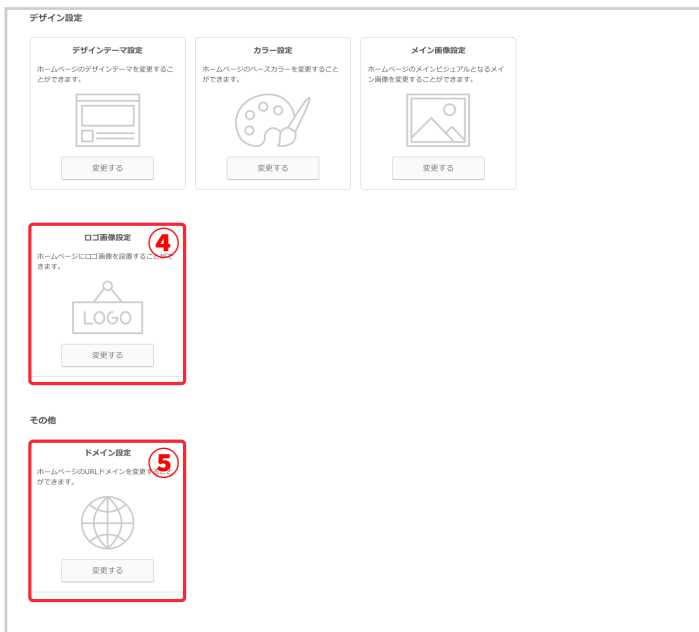 デザイン設定
デザインテーマ設定
ホームページのデザインテーマを変更するこ
とができます。
変更する
カラー設定
ホームページのベースカラーを変更すること
ができます。
変更する
メイン画像設定
ホームページのメインビジュアルとなるメイ
ン画像を変更することができます。
変更する
ロゴ画像設定
④
ホームページにロゴ画像を設置することがで
きます。
LOGO
変更する
その他
ドメイン設定
⑤
ホームページのURLドメインを変更すること
ができます。
変更する